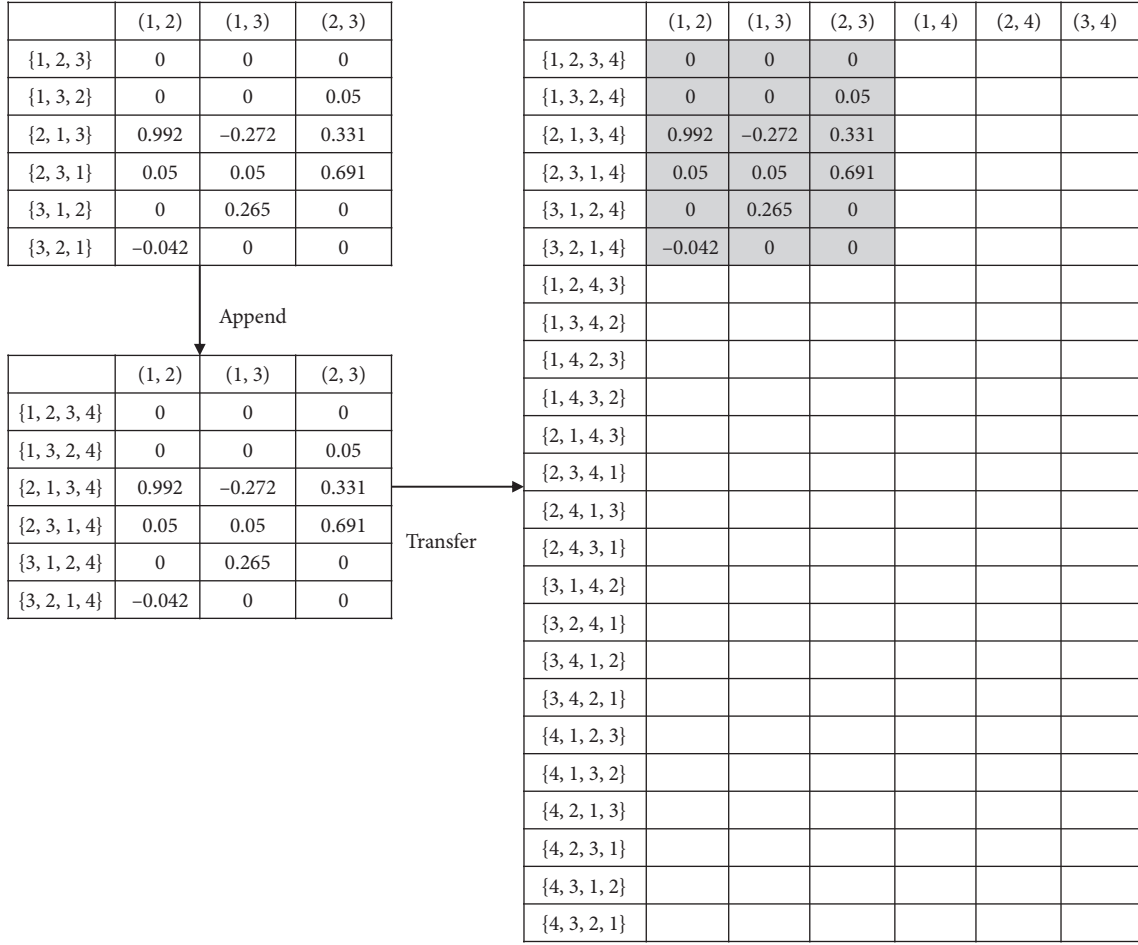 (1, 2) (1, 3) (2, 3)
{1, 2, 3} 0 0 0
{1, 3, 2} 0 0 0.05
{2, 1, 3} 0.992 –0.272 0.331
{2, 3, 1} 0.05 0.05 0.691
{3, 1, 2} 0 0.265 0
{3, 2, 1} –0.042 0 0
Append
(1, 2) (1, 3) (2, 3)
{1, 2, 3, 4} 0 0 0
{1, 3, 2, 4} 0 0 0.05
{2, 1, 3, 4} 0.992 –0.272 0.331
{2, 3, 1, 4} 0.05 0.05 0.691
{3, 1, 2, 4} 0 0.265 0
{3, 2, 1, 4} –0.042 0 0
Transfer
(1, 2) (1, 3) (2, 3) (1, 4) (2, 4) (3, 4)
{1, 2, 3, 4} 0 0 0
{1, 3, 2, 4} 0 0 0.05
{2, 1, 3, 4} 0.992 –0.272 0.331
{2, 3, 1, 4} 0.05 0.05 0.691
{3, 1, 2, 4} 0 0.265 0
{3, 2, 1, 4} –0.042 0 0
{1, 2, 4, 3}
{1, 3, 4, 2}
{1, 4, 2, 3}
{1, 4, 3, 2}
{2, 1, 4, 3}
{2, 3, 4, 1}
{2, 4, 1, 3}
{2, 4, 3, 1}
{3, 1, 4, 2}
{3, 2, 4, 1}
{3, 4, 1, 2}
{3, 4, 2, 1}
{4, 1, 2, 3}
{4, 1, 3, 2}
{4, 2, 1, 3}
{4, 2, 3, 1}
{4, 3, 1, 2}
{4, 3, 2, 1}